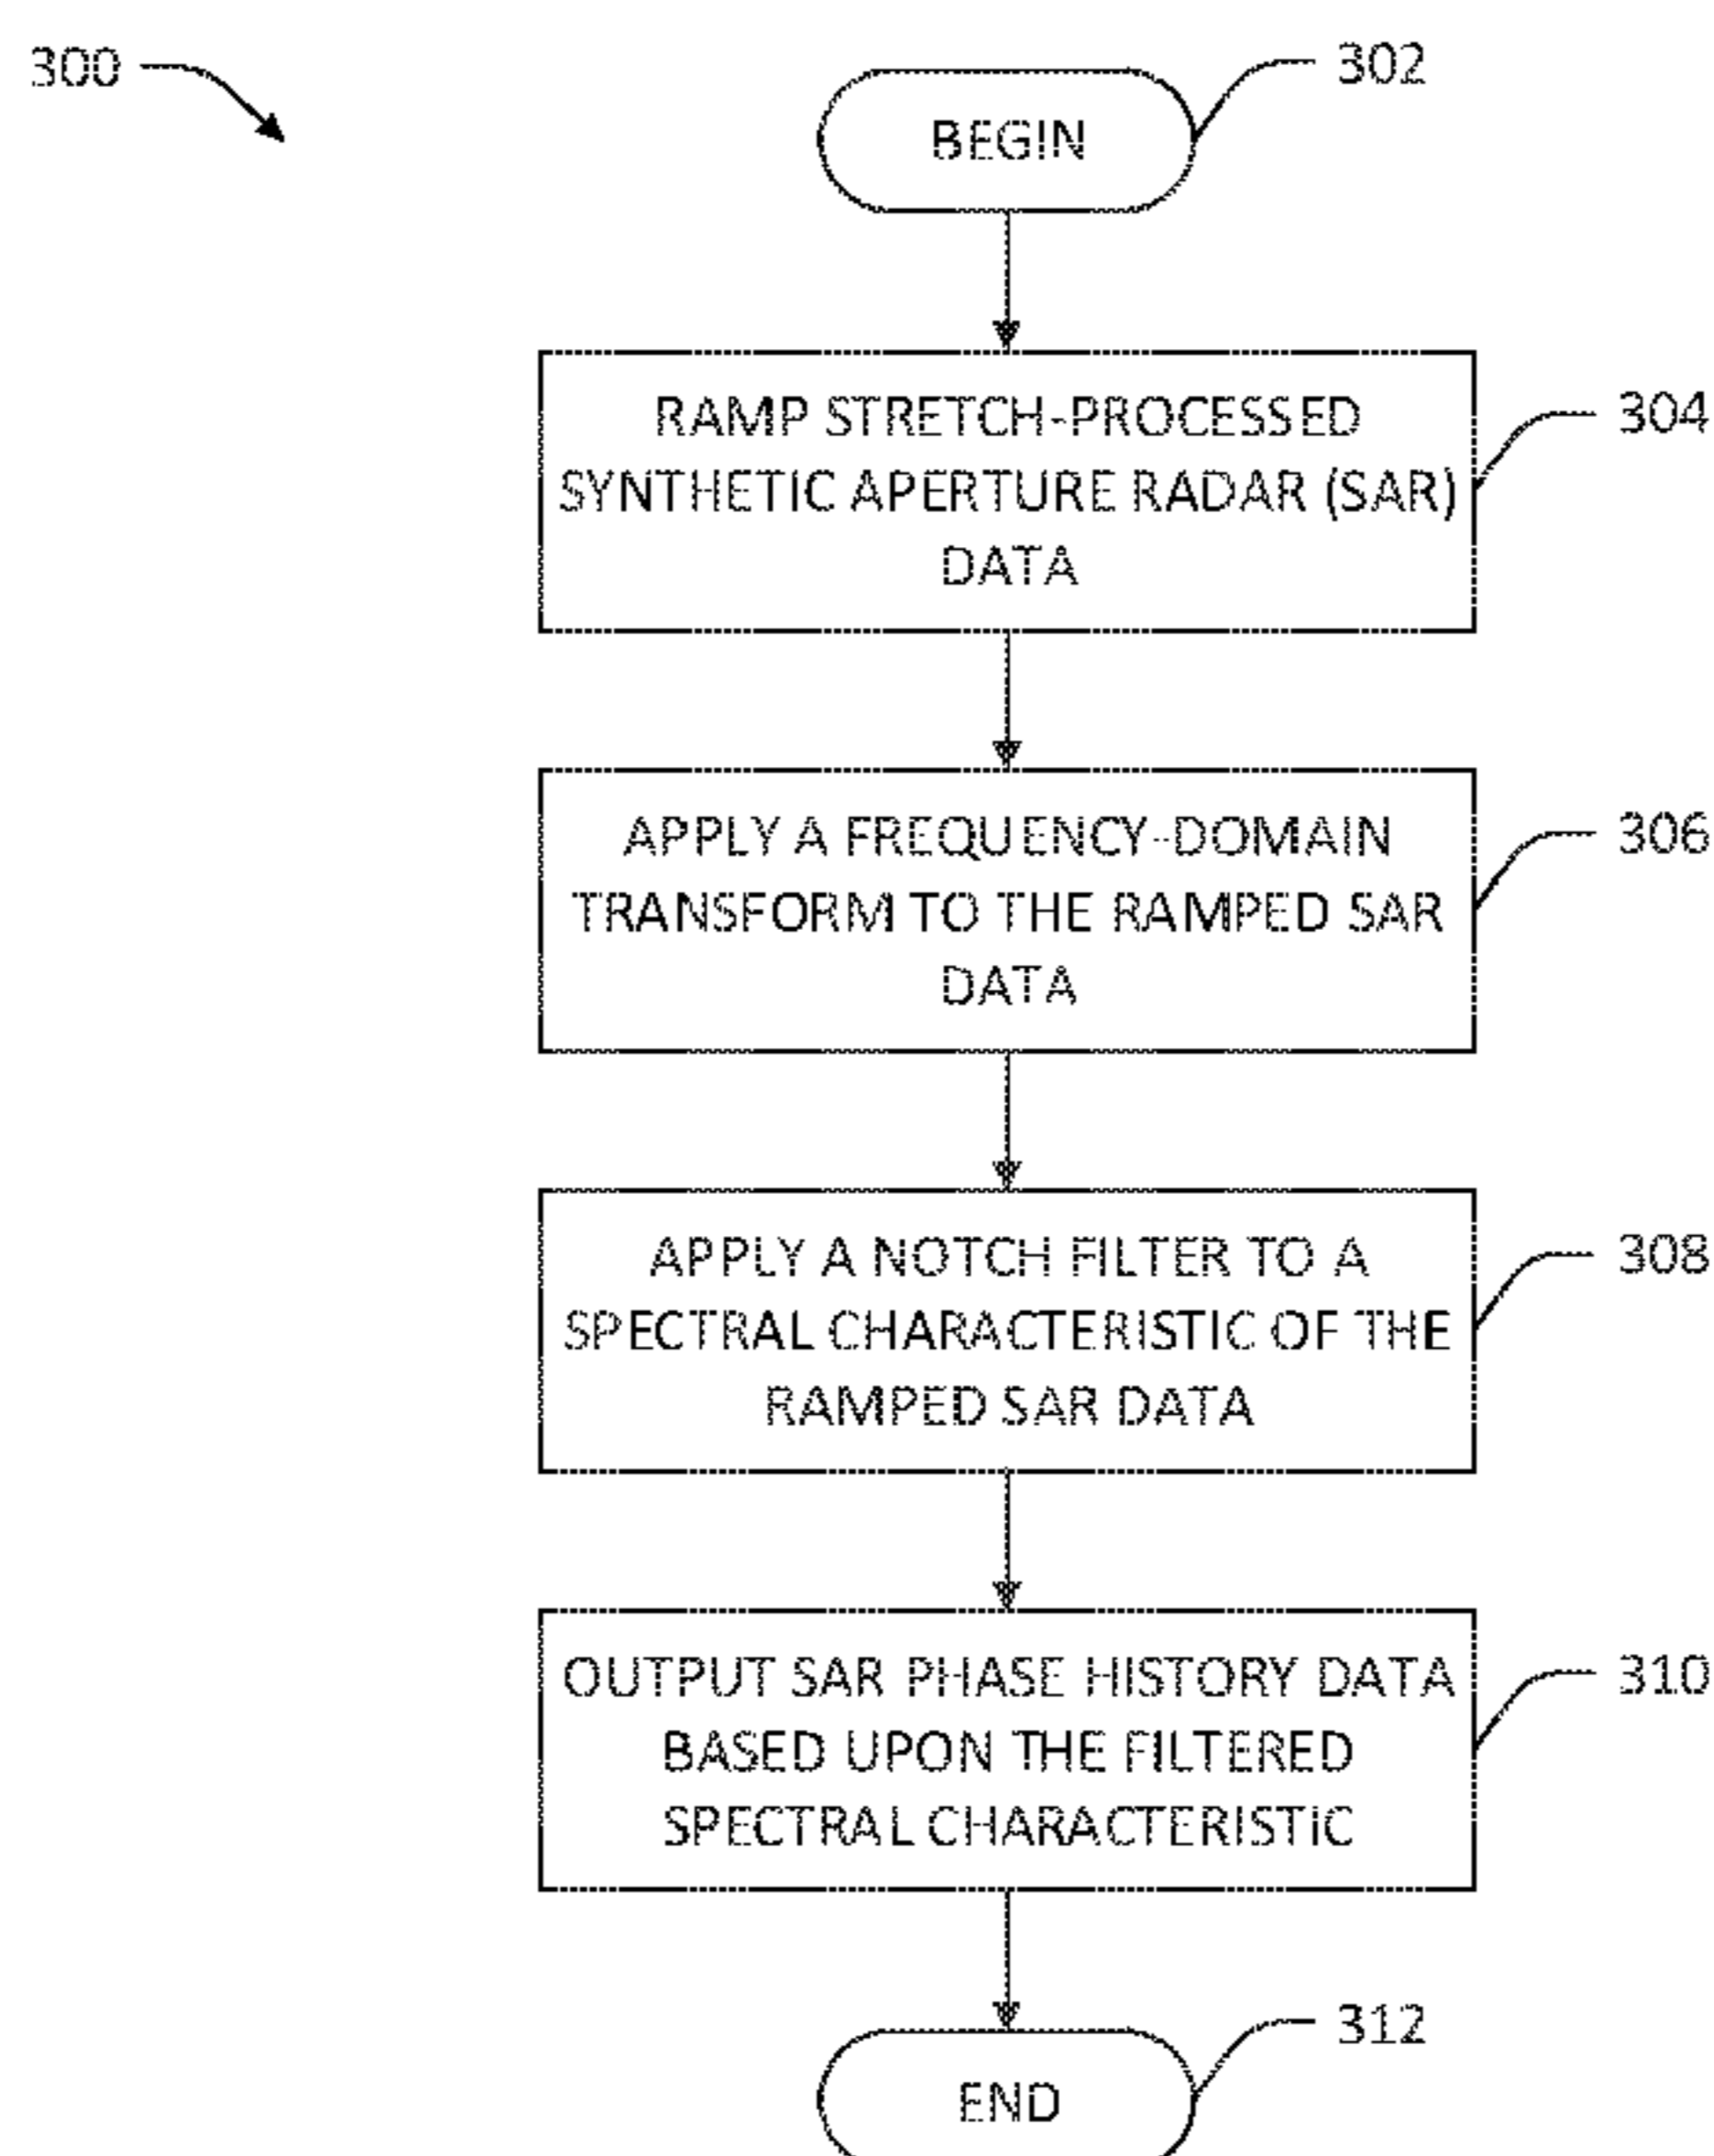 300
302
BEGIN
RAMP STRETCH-PROCESSED
SYNTHETIC APERTURE RADAR (SAR)
DATA
304
APPLY A FREQUENCY-DOMAIN
TRANSFORM TO THE RAMPED SAR
DATA
306
APPLY A NOTCH FILTER TO A
SPECTRAL CHARACTERISTIC OF THE
RAMPED SAR DATA
308
OUTPUT SAR PHASE HISTORY DATA
BASED UPON THE FILTERED
SPECTRAL CHARACTERISTIC
310
312
END